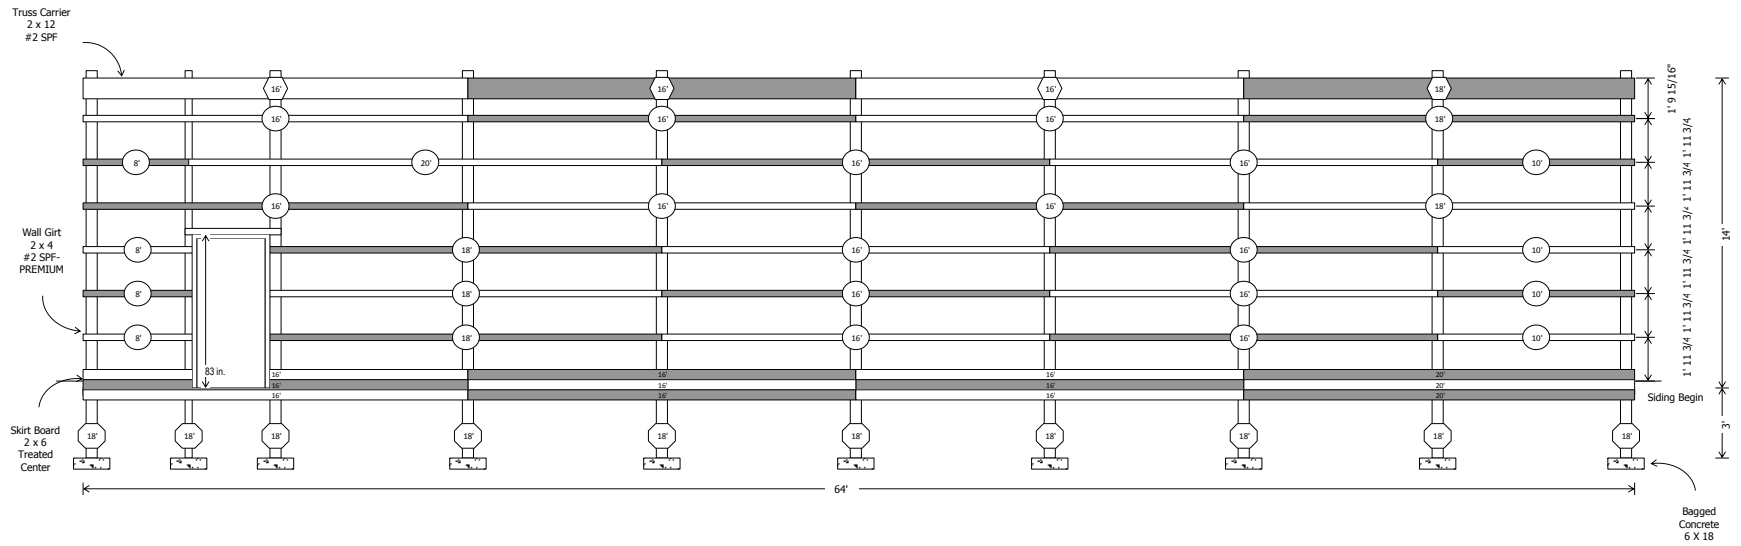 Truss Carrier
2 x 12
#2 SPF
16'
16'
16'
18'
1' 9 15/16"
16'
16'
16'
18'
8'
20'
16'
16'
10'
1' 11 3/4
16'
16'
16'
18'
1' 11 3/4
Wall Girt
2 x 4
#2 SPF-
PREMIUM
8'
18'
16'
16'
10'
1' 11 3/4
14'
8'
18'
16'
16'
10'
1' 11 3/4
8'
18'
16'
16'
10'
1' 11 3/4
83 in.
1' 11 3/4
16'
16'
16'
20'
16'
16'
16'
20'
16'
16'
16'
20'
Siding Begin
Skirt Board
2 x 6
Treated
Center
18'
18'
18'
18'
18'
18'
18'
18'
18'
18'
3'
64'
Bagged
Concrete
6 X 18